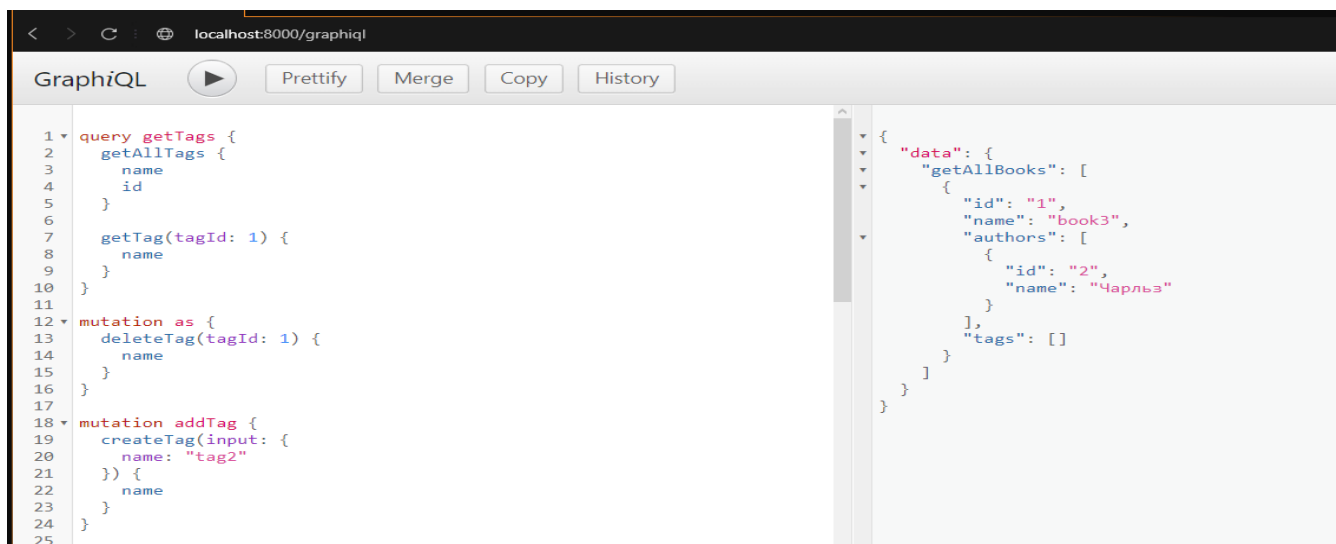 localhost:8000/graphiql
GraphiQL Prettify Merge Copy History
1 query getTags {
2 getAllTags {
3 name
4 id
5 }
6
7 getTag(tagId: 1) {
8 name
9 }
10 }
11
12 mutation as {
13 deleteTag(tagId: 1) {
14 name
15 }
16 }
17
18 mutation addTag {
19 createTag(input: {
20 name: "tag2"
21 }) {
22 name
23 }
24 }
25
{
"data": {
"getAllBooks": [
{
"id": "1",
"name": "book3",
"authors": [
{
"id": "2",
"name": "Чарльз"
}
],
"tags": []
}
]
}
}